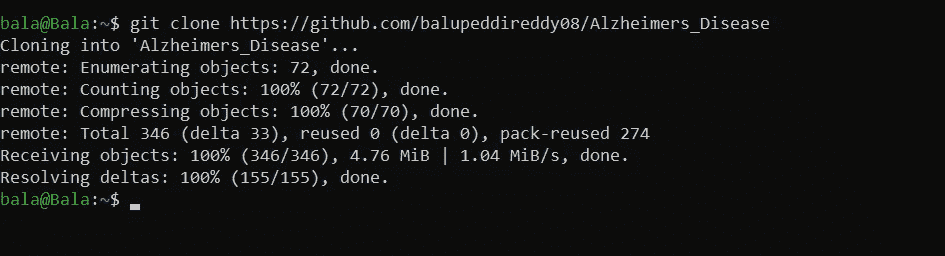 bala@Bala:~$ git clone https://github.com/balupeddireddy08/Alzheimers_Disease
Cloning into 'Alzheimers_Disease'...
remote: Enumerating objects: 72, done.
remote: Counting objects: 100% (72/72), done.
remote: Compressing objects: 100% (70/70), done.
remote: Total 346 (delta 33), reused 0 (delta 0), pack-reused 274
Receiving objects: 100% (346/346), 4.76 MiB | 1.04 MiB/s, done.
Resolving deltas: 100% (155/155), done.
bala@Bala:~$